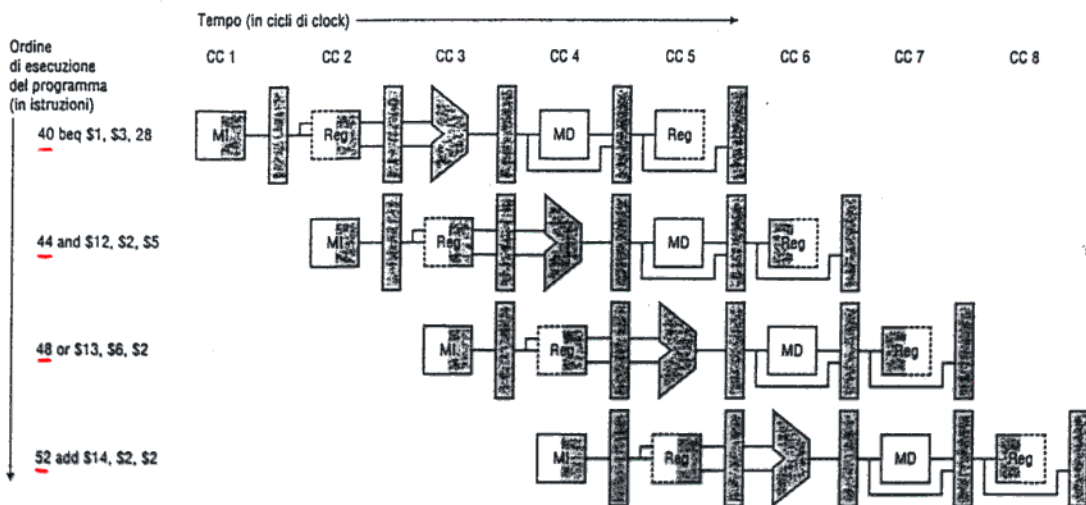 Tempo (in cicli di clock)
Ordine
di esecuzione
del programma
(in istruzioni)
CC 1 CC 2 CC 3 CC 4 CC 5 CC 6 CC 7 CC 8
40 beq $1, $3, 28
MI Reg MD Reg
44 and $12, $2, $5
MI Reg MD Reg
48 or $13, $6, $2
MI Reg MD Reg
52 add $14, $2, $2
MI Reg MD Reg